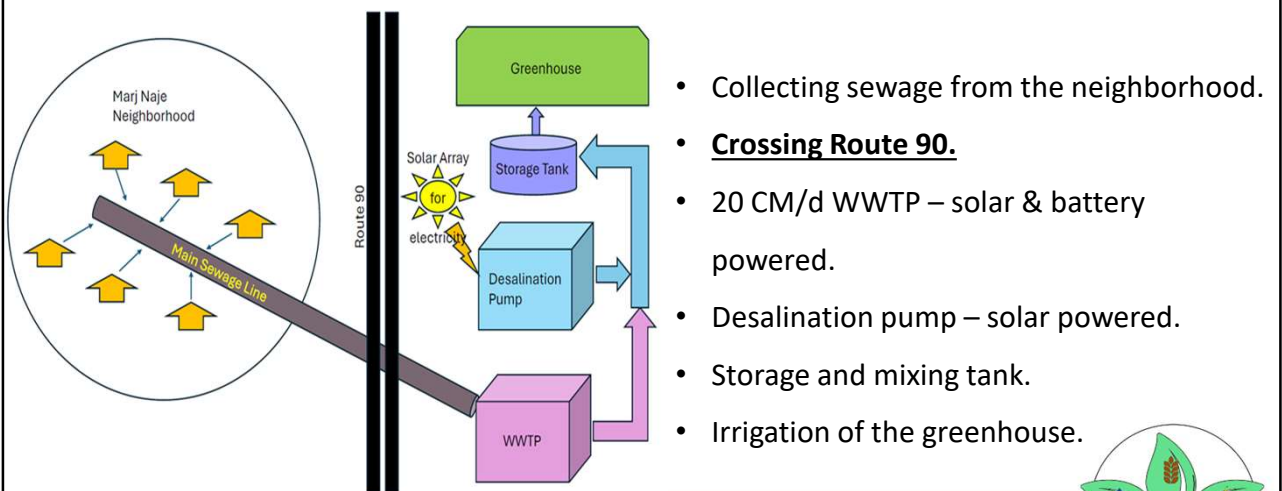 Marj Naje
Neighborhood
Main Sewage Line
Route 90
Greenhouse
Storage Tank
Solar Array
for
electricity
Desalination
Pump
WWTP
• Collecting sewage from the neighborhood.
• Crossing Route 90.
• 20 CM/d WWTP – solar & battery
powered.
• Desalination pump – solar powered.
• Storage and mixing tank.
• Irrigation of the greenhouse.